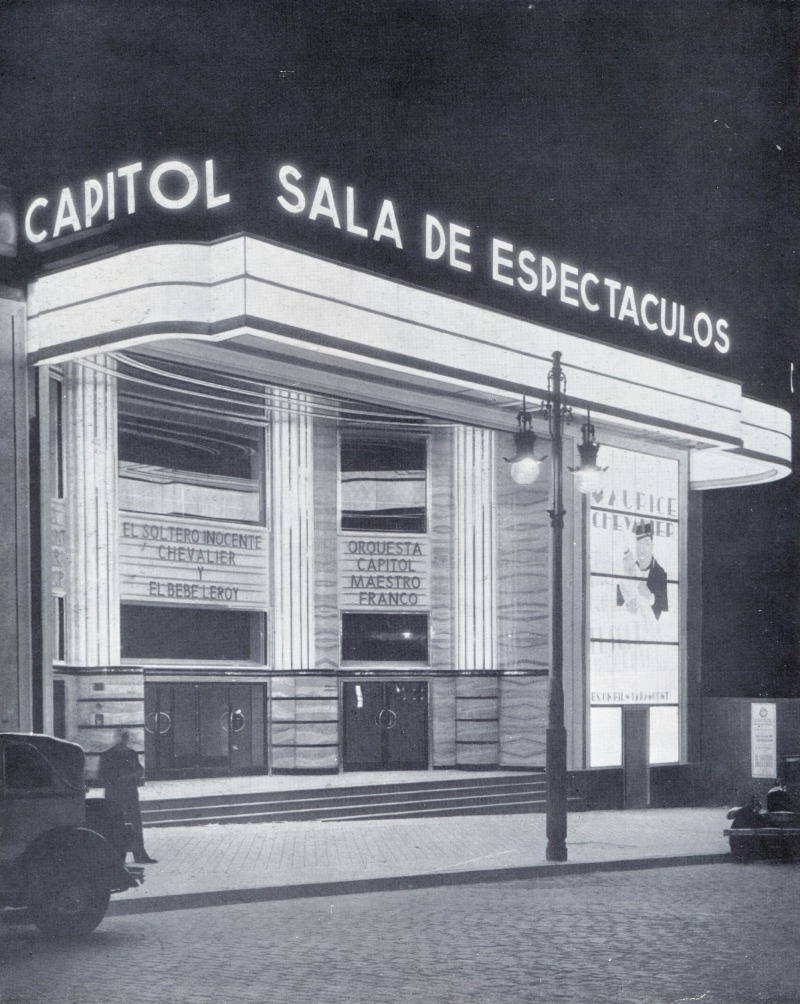 CAPITOL SALA DE ESPECTACULOS
EL SOLTERO INOCENTE
CHEVALIER
Y
EL BEBE LEROY
ORQUESTA
CAPITOL
MAESTRO
FRANCO
MAURICE
CHEVALIER